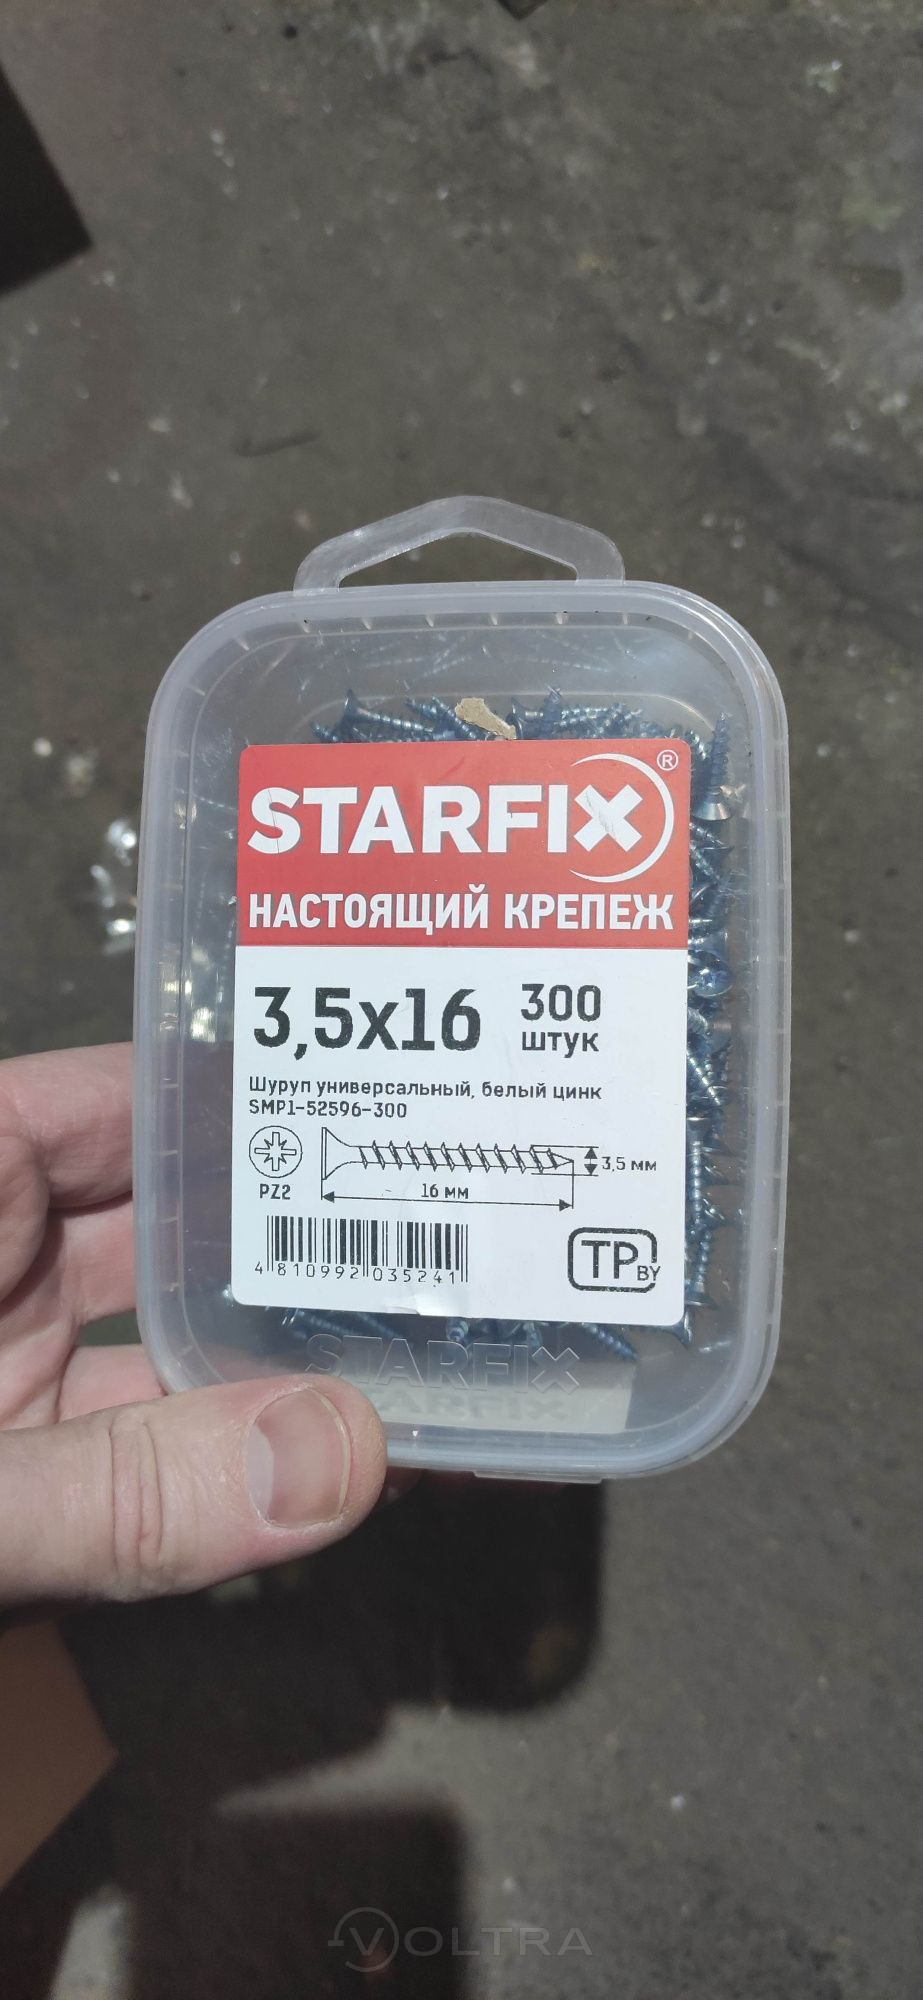 STARFIX®
НАСТОЯЩИЙ КРЕПЕЖ
3,5x16
300
штук
Шуруп универсальный, белый цинк
SMP1-52596-300
PZ2
16 мм
3,5 мм
4 810992 035241
TP BY
STARFIX
VOLTRA